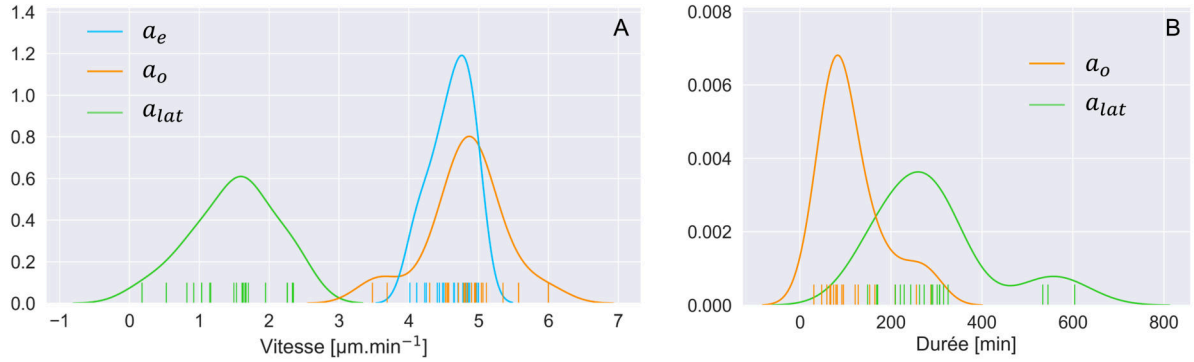 A
1.4
1.2
1.0
0.8
0.6
0.4
0.2
0.0
a_e
a_o
a_lat
−1 0 1 2 3 4 5 6 7
Vitesse [µm.min⁻¹]
B
0.008
0.006
0.004
0.002
0.000
a_o
a_lat
0 200 400 600 800
Durée [min]